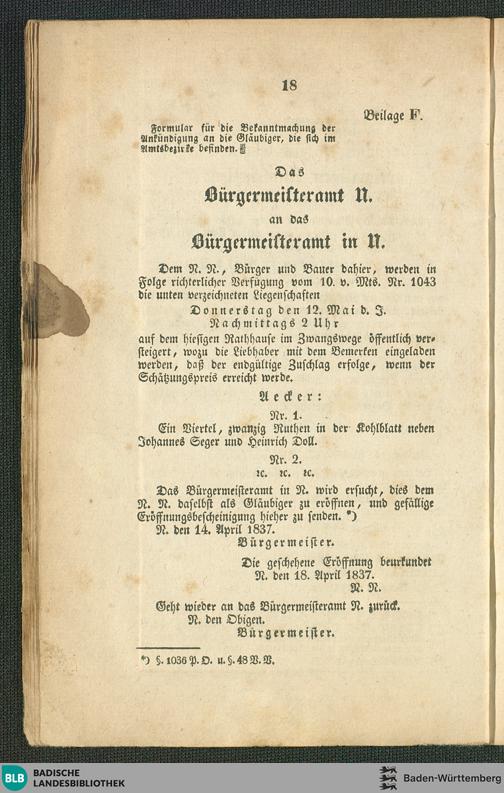 18
Beilage F.
Formular für die Bekanntmachung der
Ankündigung an die Gläubiger, die sich im
Amtsbezirke befinden.
Das
Bürgermeisteramt N.
an das
Bürgermeisteramt in N.
Dem N. N., Bürger und Bauer dahier, werden in
Folge richterlicher Verfügung vom 10. v. Mts. Nr. 1043
die unten verzeichneten Liegenschaften
Donnerstag den 12. Mai d. J.
Nachmittags 2 Uhr
auf dem hiesigen Rathhause im Zwangswege öffentlich ver-
steigert, wozu die Liebhaber mit dem Bemerken eingeladen
werden, daß der endgültige Zuschlag erfolge, wenn der
Schätzungspreis erreicht werde.
Aecker:
Nr. 1.
Ein Viertel, zwanzig Ruthen in der Kohlblatt neben
Johannes Seger und Heinrich Doll.
Nr. 2.
ꝛc. ꝛc. ꝛc.
Das Bürgermeisteramt in N. wird ersucht, dies dem
N. N. daselbst als Gläubiger zu eröffnen, und gefällige
Eröffnungsbescheinigung hieher zu senden. *)
N. den 14. April 1837.
Bürgermeister.
Die geschehene Eröffnung beurkundet
N. den 18. April 1837.
N. N.
Geht wieder an das Bürgermeisteramt N. zurück.
N. den Obigen.
Bürgermeister.
*) §. 1036 P. O. u. §. 48 V. V.
BLB BADISCHE
LANDESBIBLIOTHEK
Baden-Württemberg